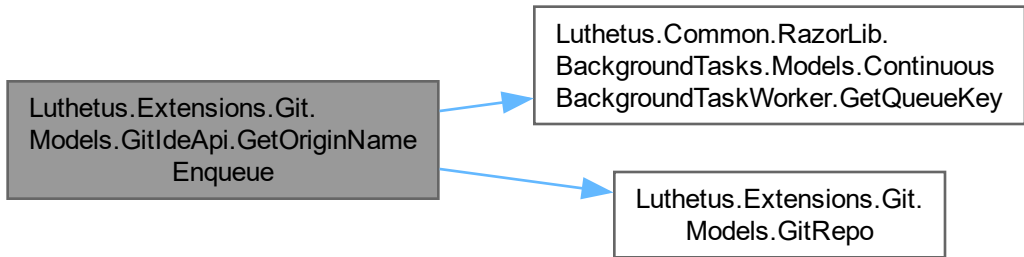 Luthetus.Extensions.Git.
Models.GitIdeApi.GetOriginName
Enqueue
Luthetus.Common.RazorLib.
BackgroundTasks.Models.Continuous
BackgroundTaskWorker.GetQueueKey
Luthetus.Extensions.Git.
Models.GitRepo